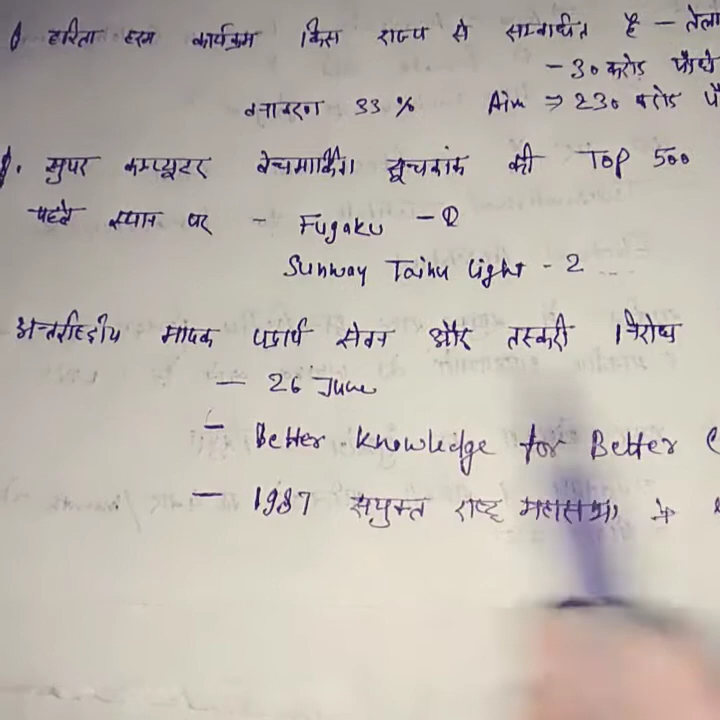 हरिता हरम कार्यक्रम किस राज्य से सम्बन्धित है - तेलं
- 30 करोड़ पौधे
वनावरण 33 % Aim ⇒ 230 करोड़ पौ
सुपर कम्प्यूटर बेंचमार्किंग सूचकांक की TOP 500
पहले स्थान पर - Fugaku -
Sunway Taihu light - 2
अन्तर्राष्ट्रीय मादक पदार्थ सेवन और तस्करी विरोध
- 26 June
- Better Knowledge for Better C
- 1987 संयुक्त राष्ट्र महासभा